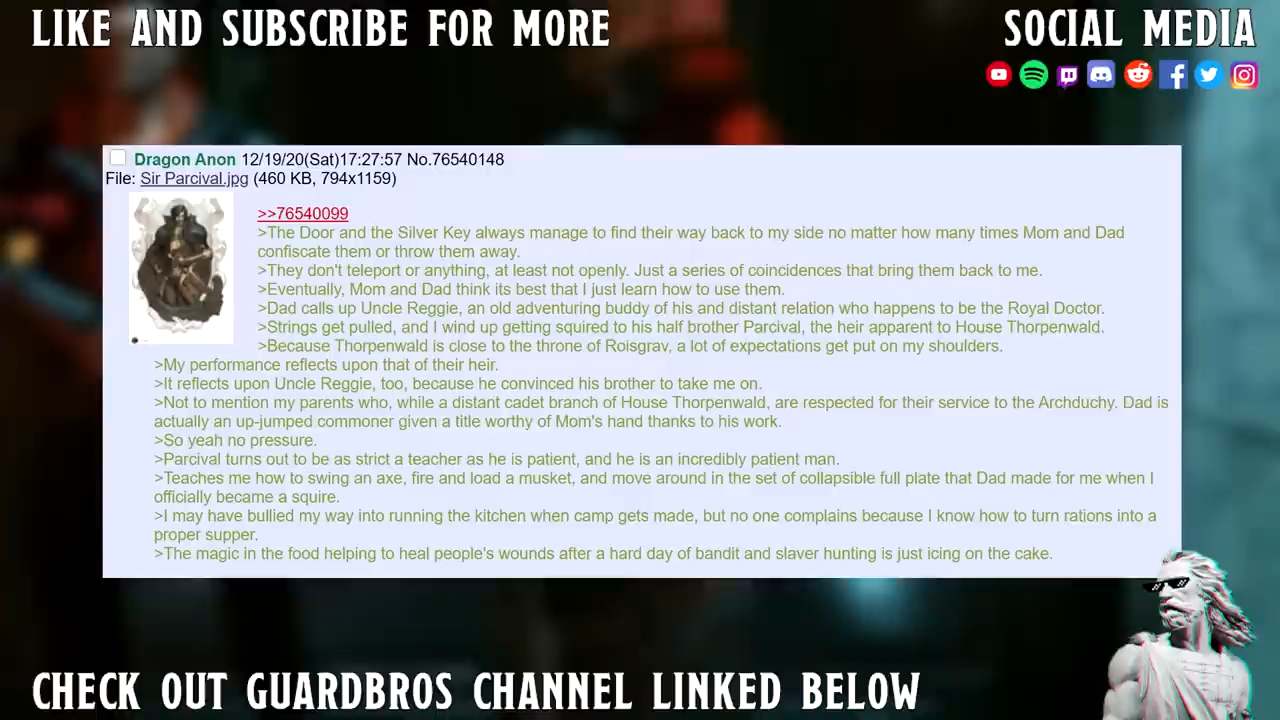 LIKE AND SUBSCRIBE FOR MORE
SOCIAL MEDIA
Dragon Anon 12/19/20(Sat)17:27:57 No.76540148
File: Sir Parcival.jpg (460 KB, 794x1159)
>>76540099
>The Door and the Silver Key always manage to find their way back to my side no matter how many times Mom and Dad
confiscate them or throw them away.
>They don't teleport or anything, at least not openly. Just a series of coincidences that bring them back to me.
>Eventually, Mom and Dad think its best that I just learn how to use them.
>Dad calls up Uncle Reggie, an old adventuring buddy of his and distant relation who happens to be the Royal Doctor.
>Strings get pulled, and I wind up getting squired to his half brother Parcival, the heir apparent to House Thorpenwald.
>Because Thorpenwald is close to the throne of Roisgrav, a lot of expectations get put on my shoulders.
>My performance reflects upon that of their heir.
>It reflects upon Uncle Reggie, too, because he convinced his brother to take me on.
>Not to mention my parents who, while a distant cadet branch of House Thorpenwald, are respected for their service to the Archduchy. Dad is
actually an up-jumped commoner given a title worthy of Mom's hand thanks to his work.
>So yeah no pressure.
>Parcival turns out to be as strict a teacher as he is patient, and he is an incredibly patient man.
>Teaches me how to swing an axe, fire and load a musket, and move around in the set of collapsible full plate that Dad made for me when I
officially became a squire.
>I may have bullied my way into running the kitchen when camp gets made, but no one complains because I know how to turn rations into a
proper supper.
>The magic in the food helping to heal people's wounds after a hard day of bandit and slaver hunting is just icing on the cake.
CHECK OUT GUARDBROS CHANNEL LINKED BELOW